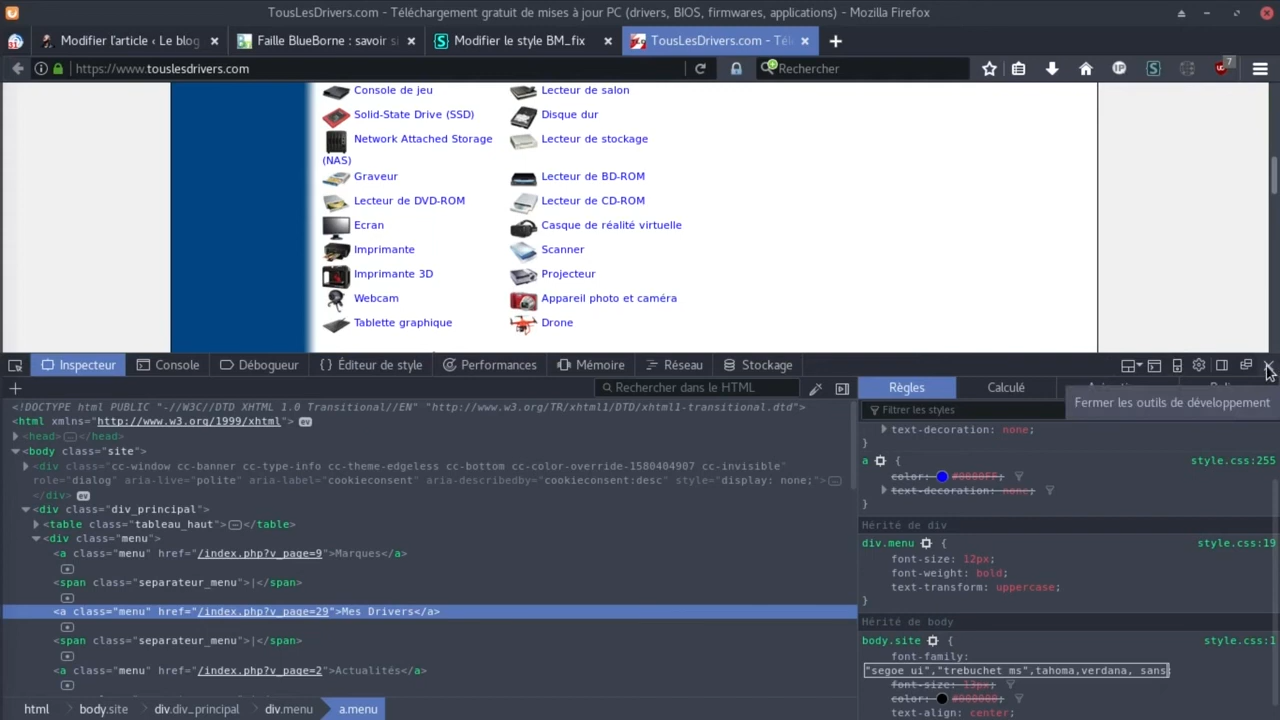 TousLesDrivers.com - Téléchargement gratuit de mises à jour PC (drivers, BIOS, firmwares, applications) - Mozilla Firefox
31 Modifier l'article ‹ Le blog Faille BlueBorne : savoir si Modifier le style BM_fix TousLesDrivers.com - Télé
https://www.touslesdrivers.com Rechercher 7
Console de jeu Lecteur de salon
Solid-State Drive (SSD) Disque dur
Network Attached Storage Lecteur de stockage
(NAS)
Graveur Lecteur de BD-ROM
Lecteur de DVD-ROM Lecteur de CD-ROM
Ecran Casque de réalité virtuelle
Imprimante Scanner
Imprimante 3D Projecteur
Webcam Appareil photo et caméra
Tablette graphique Drone
Inspecteur Console Débogueur { } Éditeur de style Performances Mémoire Réseau Stockage
+ Rechercher dans le HTML Règles Calculé
Fermer les outils de développement
Filtrer les styles
<!DOCTYPE html PUBLIC "-//W3C//DTD XHTML 1.0 Transitional//EN" "http://www.w3.org/TR/xhtml1/DTD/xhtml1-transitional.dtd">
<html xmlns="http://www.w3.org/1999/xhtml"> ev
<head> </head>
<body class="site">
<div class="cc-window cc-banner cc-type-info cc-theme-edgeless cc-bottom cc-color-override-1580404907 cc-invisible"
role="dialog" aria-live="polite" aria-label="cookieconsent" aria-describedby="cookieconsent:desc" style="display: none;">
</div> ev
<div class="div_principal">
<table class="tableau_haut"> </table>
<div class="menu">
<a class="menu" href="/index.php?v_page=9">Marques</a>
<span class="separateur_menu">|</span>
<a class="menu" href="/index.php?v_page=29">Mes Drivers</a>
<span class="separateur_menu">|</span>
<a class="menu" href="/index.php?v_page=2">Actualités</a>
text-decoration: none;
}
a { style.css:255
color: #0000FF;
text-decoration: none;
}
Hérité de div
div.menu { style.css:19
font-size: 12px;
font-weight: bold;
text-transform: uppercase;
}
Hérité de body
body.site { style.css:1
font-family:
"segoe ui","trebuchet ms",tahoma,verdana, sans
font-size: 13px;
color: #000000;
text-align: center;
html body.site div.div_principal a.menu